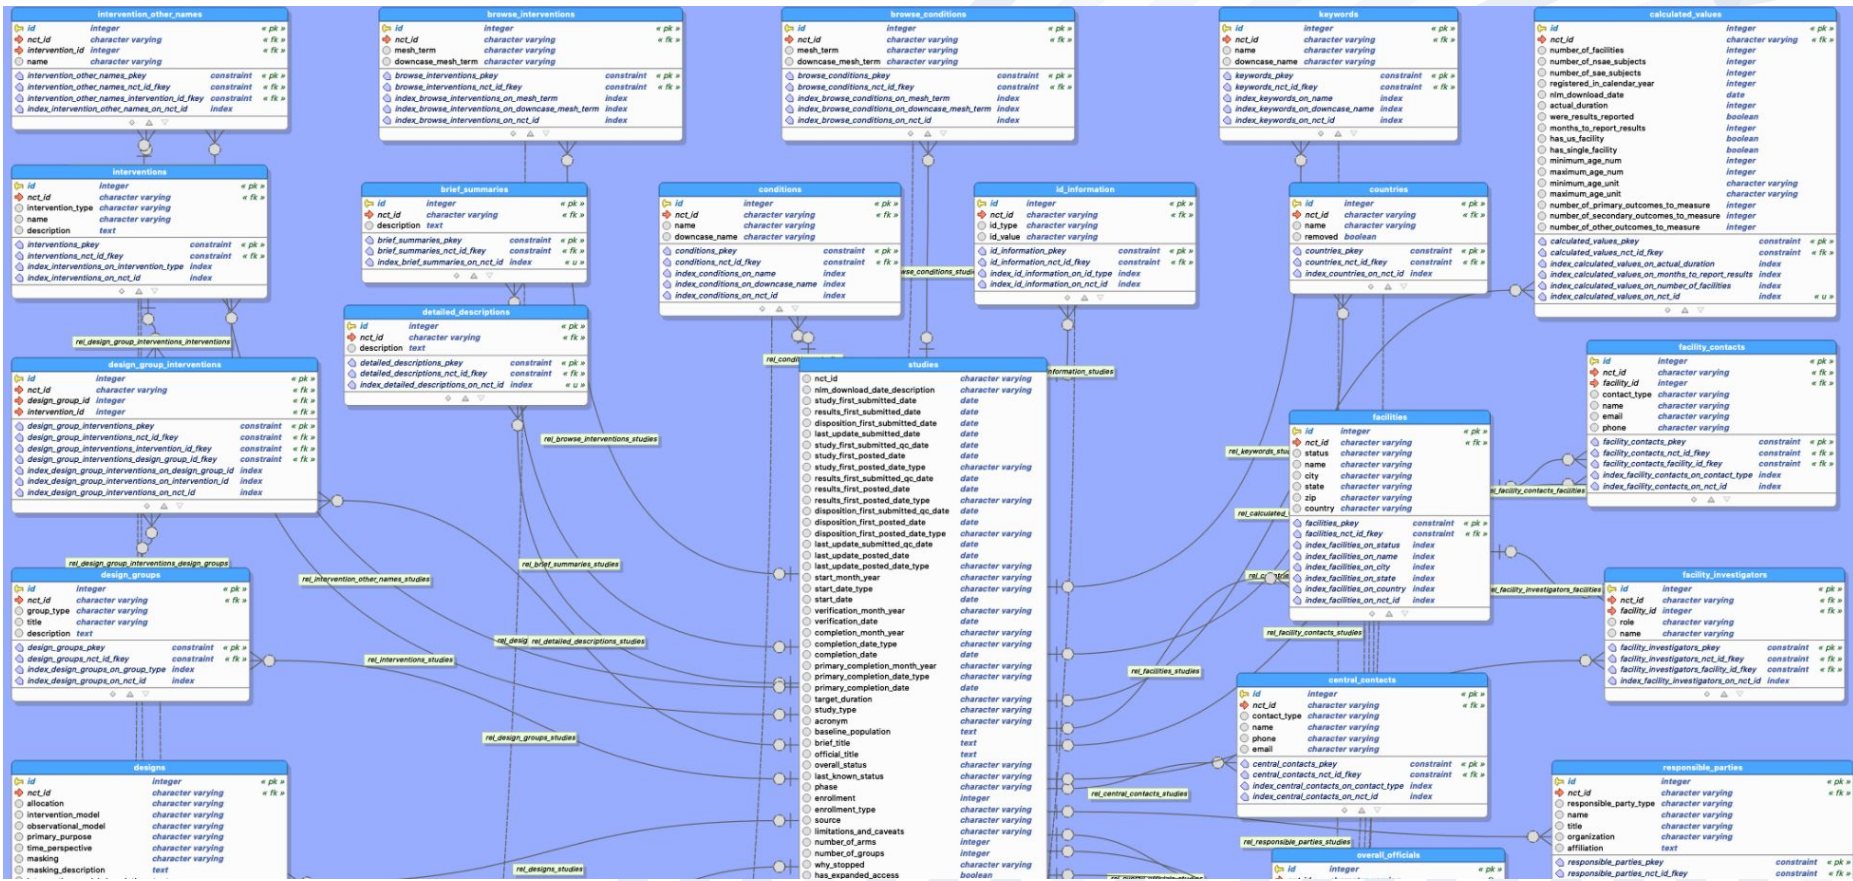 intervention_other_names
id integer « pk »
nct_id character varying « fk »
intervention_id integer « fk »
name character varying
intervention_other_names_pkey constraint « pk »
intervention_other_names_nct_id_fkey constraint « fk »
intervention_other_names_intervention_id_fkey constraint « fk »
index_intervention_other_names_on_nct_id index
browse_interventions
id integer « pk »
nct_id character varying « fk »
mesh_term character varying
downcase_mesh_term character varying
browse_interventions_pkey constraint « pk »
browse_interventions_nct_id_fkey constraint « fk »
index_browse_interventions_on_mesh_term index
index_browse_interventions_on_downcase_mesh_term index
index_browse_interventions_on_nct_id index
browse_conditions
id integer « pk »
nct_id character varying « fk »
mesh_term character varying
downcase_mesh_term character varying
browse_conditions_pkey constraint « pk »
browse_conditions_nct_id_fkey constraint « fk »
index_browse_conditions_on_mesh_term index
index_browse_conditions_on_downcase_mesh_term index
index_browse_conditions_on_nct_id index
keywords
id integer « pk »
nct_id character varying « fk »
name character varying
downcase_name character varying
keywords_pkey constraint « pk »
keywords_nct_id_fkey constraint « fk »
index_keywords_on_name index
index_keywords_on_downcase_name index
index_keywords_on_nct_id index
calculated_values
id integer « pk »
nct_id character varying « fk »
number_of_facilities integer
number_of_nsae_subjects integer
number_of_sae_subjects integer
registered_in_calendar_year integer
nlm_download_date date
actual_duration integer
were_results_reported boolean
months_to_report_results integer
has_us_facility boolean
has_single_facility boolean
minimum_age_num integer
maximum_age_num integer
minimum_age_unit character varying
maximum_age_unit character varying
number_of_primary_outcomes_to_measure integer
number_of_secondary_outcomes_to_measure integer
number_of_other_outcomes_to_measure integer
calculated_values_pkey constraint « pk »
calculated_values_nct_id_fkey constraint « fk »
index_calculated_values_on_actual_duration index
index_calculated_values_on_months_to_report_results index
index_calculated_values_on_number_of_facilities index
index_calculated_values_on_nct_id index « u »
interventions
id integer « pk »
nct_id character varying « fk »
intervention_type character varying
name character varying
description text
interventions_pkey constraint « pk »
interventions_nct_id_fkey constraint « fk »
index_interventions_on_intervention_type index
index_interventions_on_nct_id index
brief_summaries
id integer « pk »
nct_id character varying « fk »
description text
brief_summaries_pkey constraint « pk »
brief_summaries_nct_id_fkey constraint « fk »
index_brief_summaries_on_nct_id index « u »
conditions
id integer « pk »
nct_id character varying « fk »
name character varying
downcase_name character varying
conditions_pkey constraint « pk »
conditions_nct_id_fkey constraint « fk »
index_conditions_on_name index
index_conditions_on_downcase_name index
index_conditions_on_nct_id index
wse_conditions_studi
id_information
id integer « pk »
nct_id character varying « fk »
id_type character varying
id_value character varying
id_information_pkey constraint « pk »
id_information_nct_id_fkey constraint « fk »
index_id_information_on_id_type index
index_id_information_on_nct_id index
countries
id integer « pk »
nct_id character varying « fk »
name character varying
removed boolean
countries_pkey constraint « pk »
countries_nct_id_fkey constraint « fk »
index_countries_on_nct_id index
detailed_descriptions
id integer « pk »
nct_id character varying « fk »
description text
detailed_descriptions_pkey constraint « pk »
detailed_descriptions_nct_id_fkey constraint « fk »
index_detailed_descriptions_on_nct_id index « u »
rel_design_group_interventions_interventions
design_group_interventions
id integer « pk »
nct_id character varying « fk »
design_group_id integer « fk »
intervention_id integer « fk »
design_group_interventions_pkey constraint « pk »
design_group_interventions_nct_id_fkey constraint « fk »
design_group_interventions_intervention_id_fkey constraint « fk »
design_group_interventions_design_group_id_fkey constraint « fk »
index_design_group_interventions_on_design_group_id index
index_design_group_interventions_on_intervention_id index
index_design_group_interventions_on_nct_id index
rel_design_group_interventions_design_groups
studies
nct_id character varying
nlm_download_date_description character varying
study_first_submitted_date date
results_first_submitted_date date
disposition_first_submitted_date date
last_update_submitted_date date
study_first_submitted_qc_date date
study_first_posted_date date
study_first_posted_date_type character varying
results_first_submitted_qc_date date
results_first_posted_date date
results_first_posted_date_type character varying
disposition_first_submitted_qc_date date
disposition_first_posted_date date
disposition_first_posted_date_type character varying
last_update_submitted_qc_date date
last_update_posted_date date
last_update_posted_date_type character varying
start_month_year character varying
start_date_type character varying
start_date date
verification_month_year character varying
verification_date date
completion_month_year character varying
completion_date_type character varying
completion_date date
primary_completion_month_year character varying
primary_completion_date_type character varying
primary_completion_date date
target_duration character varying
study_type character varying
acronym character varying
baseline_population text
brief_title text
official_title text
overall_status character varying
last_known_status character varying
phase character varying
enrollment integer
enrollment_type character varying
source character varying
limitations_and_caveats character varying
number_of_arms integer
number_of_groups integer
why_stopped character varying
has_expanded_access boolean
nformation_studies
rel_browse_interventions_studies
rel_brief_summaries_studies
rel_intervention_other_names_studies
rel_desig
rel_detailed_descriptions_studies
rel_interventions_studies
rel_design_groups_studies
rel_designs_studies
facility_contacts
id integer « pk »
nct_id character varying « fk »
facility_id integer « fk »
contact_type character varying
name character varying
email character varying
phone character varying
facility_contacts_pkey constraint « pk »
facility_contacts_nct_id_fkey constraint « fk »
facility_contacts_facility_id_fkey constraint « fk »
index_facility_contacts_on_contact_type index
index_facility_contacts_on_nct_id index
facilities
id integer « pk »
nct_id character varying « fk »
status character varying
name character varying
city character varying
state character varying
zip character varying
country character varying
facilities_pkey constraint « pk »
facilities_nct_id_fkey constraint « fk »
index_facilities_on_status index
index_facilities_on_name index
index_facilities_on_city index
index_facilities_on_state index
index_facilities_on_country index
index_facilities_on_nct_id index
rel_keywords_stu
rel_calculated_
el_facility_contacts_facilities
el_facility_investigators_facilities
rel_facility_contacts_studies
rel_facilities_studies
design_groups
id integer « pk »
nct_id character varying « fk »
group_type character varying
title character varying
description text
design_groups_pkey constraint « pk »
design_groups_nct_id_fkey constraint « fk »
index_design_groups_on_group_type index
index_design_groups_on_nct_id index
facility_investigators
id integer « pk »
nct_id character varying « fk »
facility_id integer « fk »
role character varying
name character varying
facility_investigators_pkey constraint « pk »
facility_investigators_nct_id_fkey constraint « fk »
facility_investigators_facility_id_fkey constraint « fk »
index_facility_investigators_on_nct_id index
central_contacts
id integer « pk »
nct_id character varying « fk »
contact_type character varying
name character varying
phone character varying
email character varying
central_contacts_pkey constraint « pk »
central_contacts_nct_id_fkey constraint « fk »
index_central_contacts_on_contact_type index
index_central_contacts_on_nct_id index
rel_central_contacts_studies
rel_responsible_parties_studies
designs
id integer « pk »
nct_id character varying « fk »
allocation character varying
intervention_model character varying
observational_model character varying
primary_purpose character varying
time_perspective character varying
masking character varying
masking_description text
responsible_parties
id integer « pk »
nct_id character varying « fk »
responsible_party_type character varying
name character varying
title character varying
organization character varying
affiliation text
responsible_parties_pkey constraint « pk »
responsible_parties_nct_id_fkey constraint « fk »
overall_officials
id integer « pk »